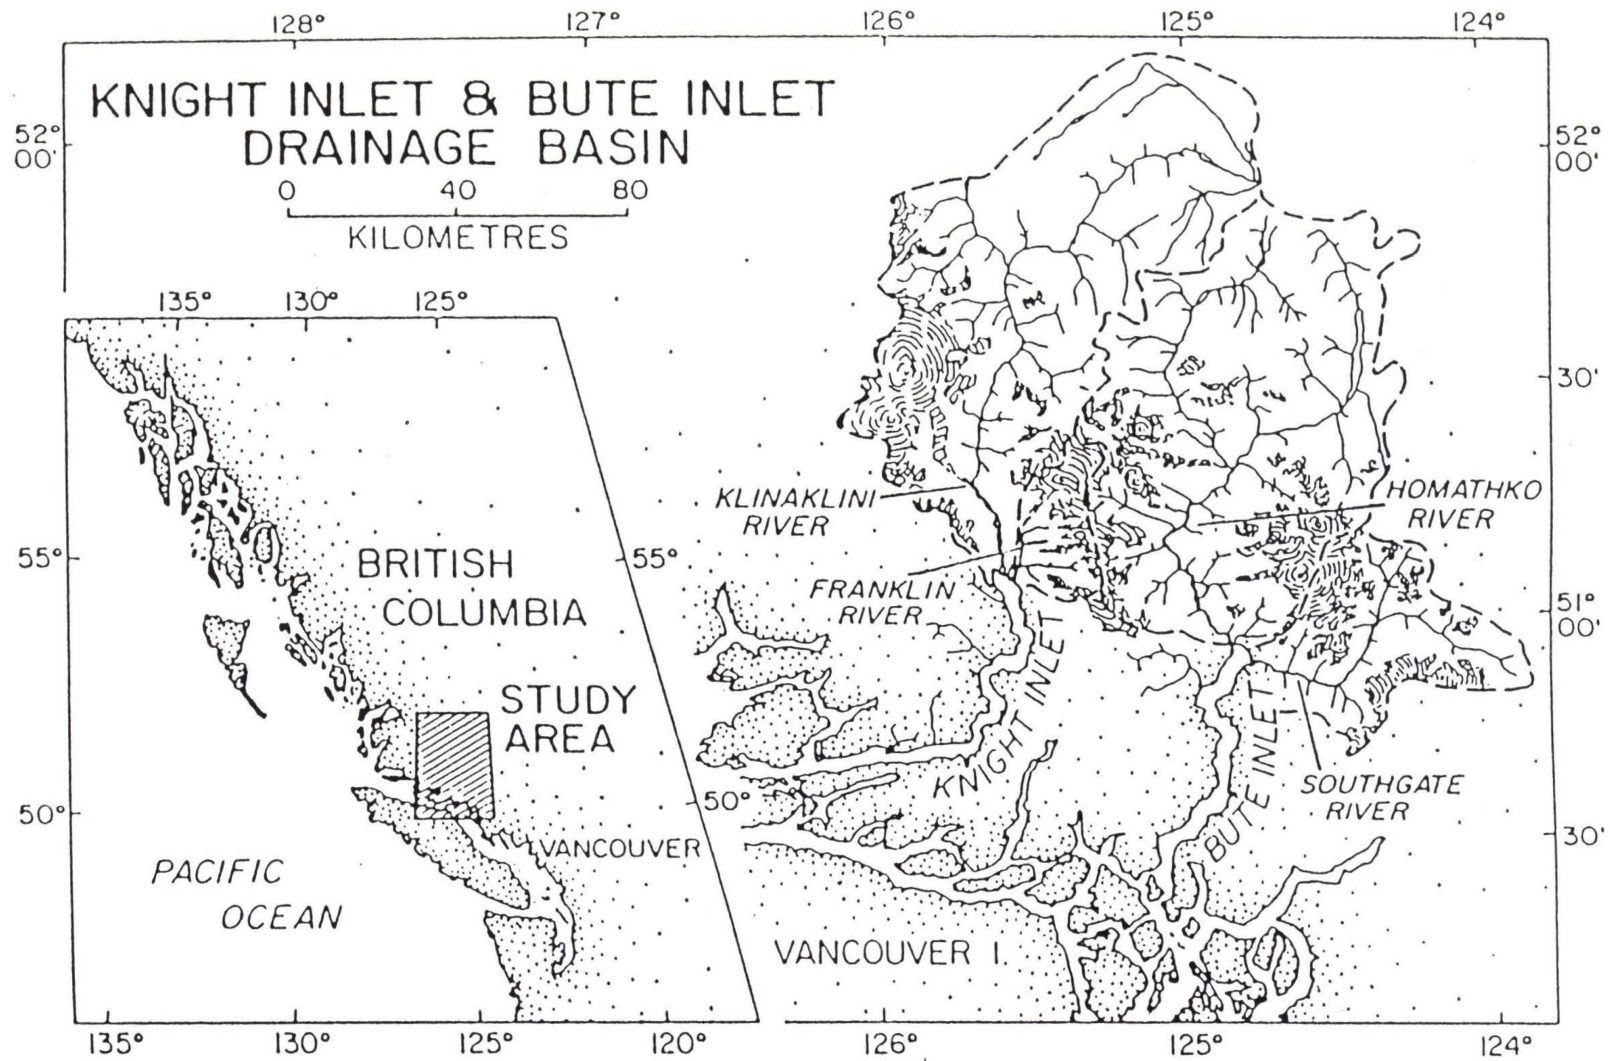 128° 127° 126° 125° 124°
KNIGHT INLET & BUTE INLET
DRAINAGE BASIN
0 40 80
KILOMETRES
52°
00'
52°
00'
135° 130° 125°
30'
KLINAKLINI
RIVER
HOMATHKO
RIVER
FRANKLIN
RIVER
55°
55°
BRITISH
COLUMBIA
51°
00'
STUDY
AREA
KNIGHT INLET
BUTE INLET
SOUTHGATE
RIVER
50°
50°
30'
VANCOUVER
PACIFIC
OCEAN
VANCOUVER I.
135° 130° 125° 120° 126° 125° 124°